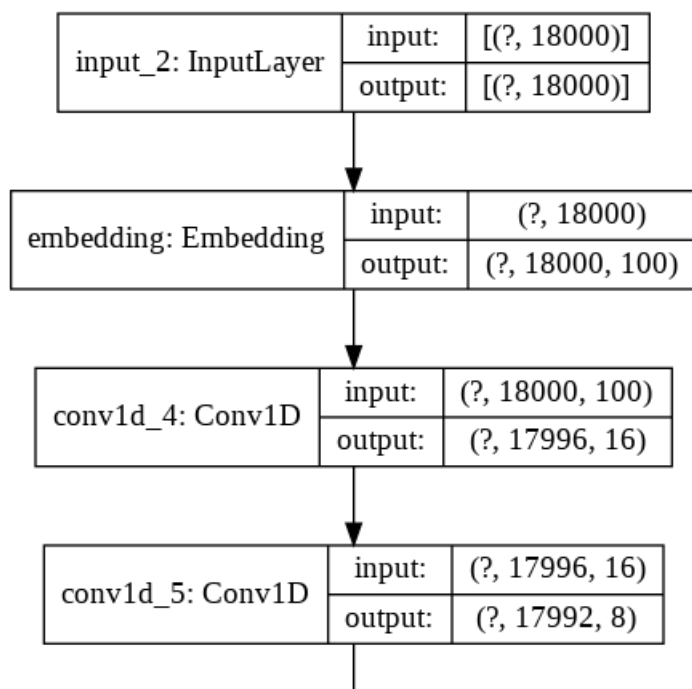 input_2: InputLayer
input: [(?, 18000)]
output: [(?, 18000)]
embedding: Embedding
input: (?, 18000)
output: (?, 18000, 100)
conv1d_4: Conv1D
input: (?, 18000, 100)
output: (?, 17996, 16)
conv1d_5: Conv1D
input: (?, 17996, 16)
output: (?, 17992, 8)